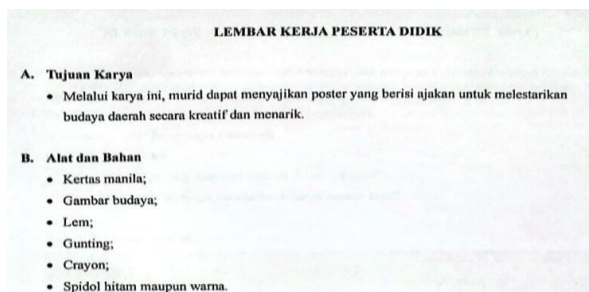 LEMBAR KERJA PESERTA DIDIK
A. Tujuan Karya
• Melalui karya ini, murid dapat menyajikan poster yang berisi ajakan untuk melestarikan
budaya daerah secara kreatif dan menarik.
B. Alat dan Bahan
• Kertas manila;
• Gambar budaya;
• Lem;
• Gunting;
• Crayon;
• Spidol hitam maupun warna.